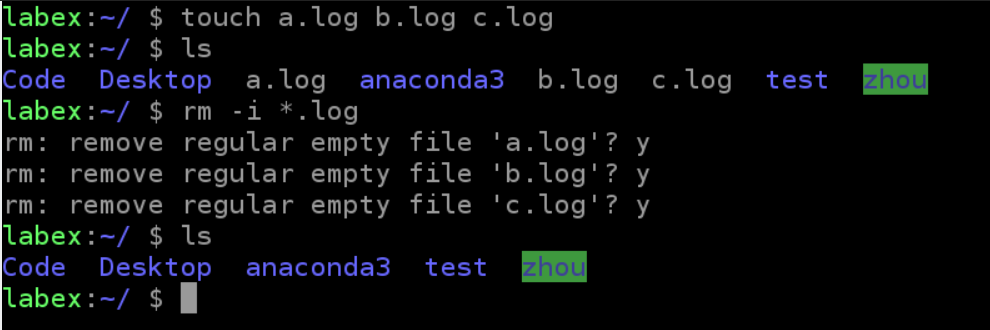 labex:~/ $ touch a.log b.log c.log
labex:~/ $ ls
Code  Desktop  a.log  anaconda3  b.log  c.log  test  zhou
labex:~/ $ rm -i *.log
rm: remove regular empty file 'a.log'? y
rm: remove regular empty file 'b.log'? y
rm: remove regular empty file 'c.log'? y
labex:~/ $ ls
Code  Desktop  anaconda3  test  zhou
labex:~/ $